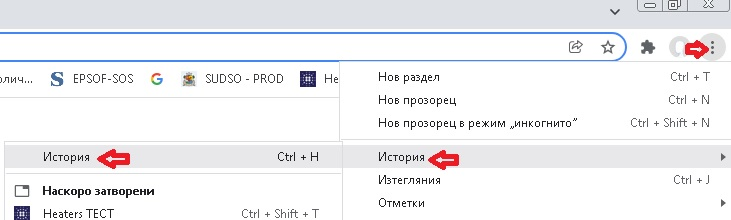 олич...
EPSOF-SOS
SUDSO - PROD
He
Нов раздел Ctrl + T
Нов прозорец Ctrl + N
Нов прозорец в режим „инкогнито” Ctrl + Shift + N
История Ctrl + H
История
Изтегляния Ctrl + J
Наскоро затворени
Отметки
Heaters ТЕСТ Ctrl + Shift + T